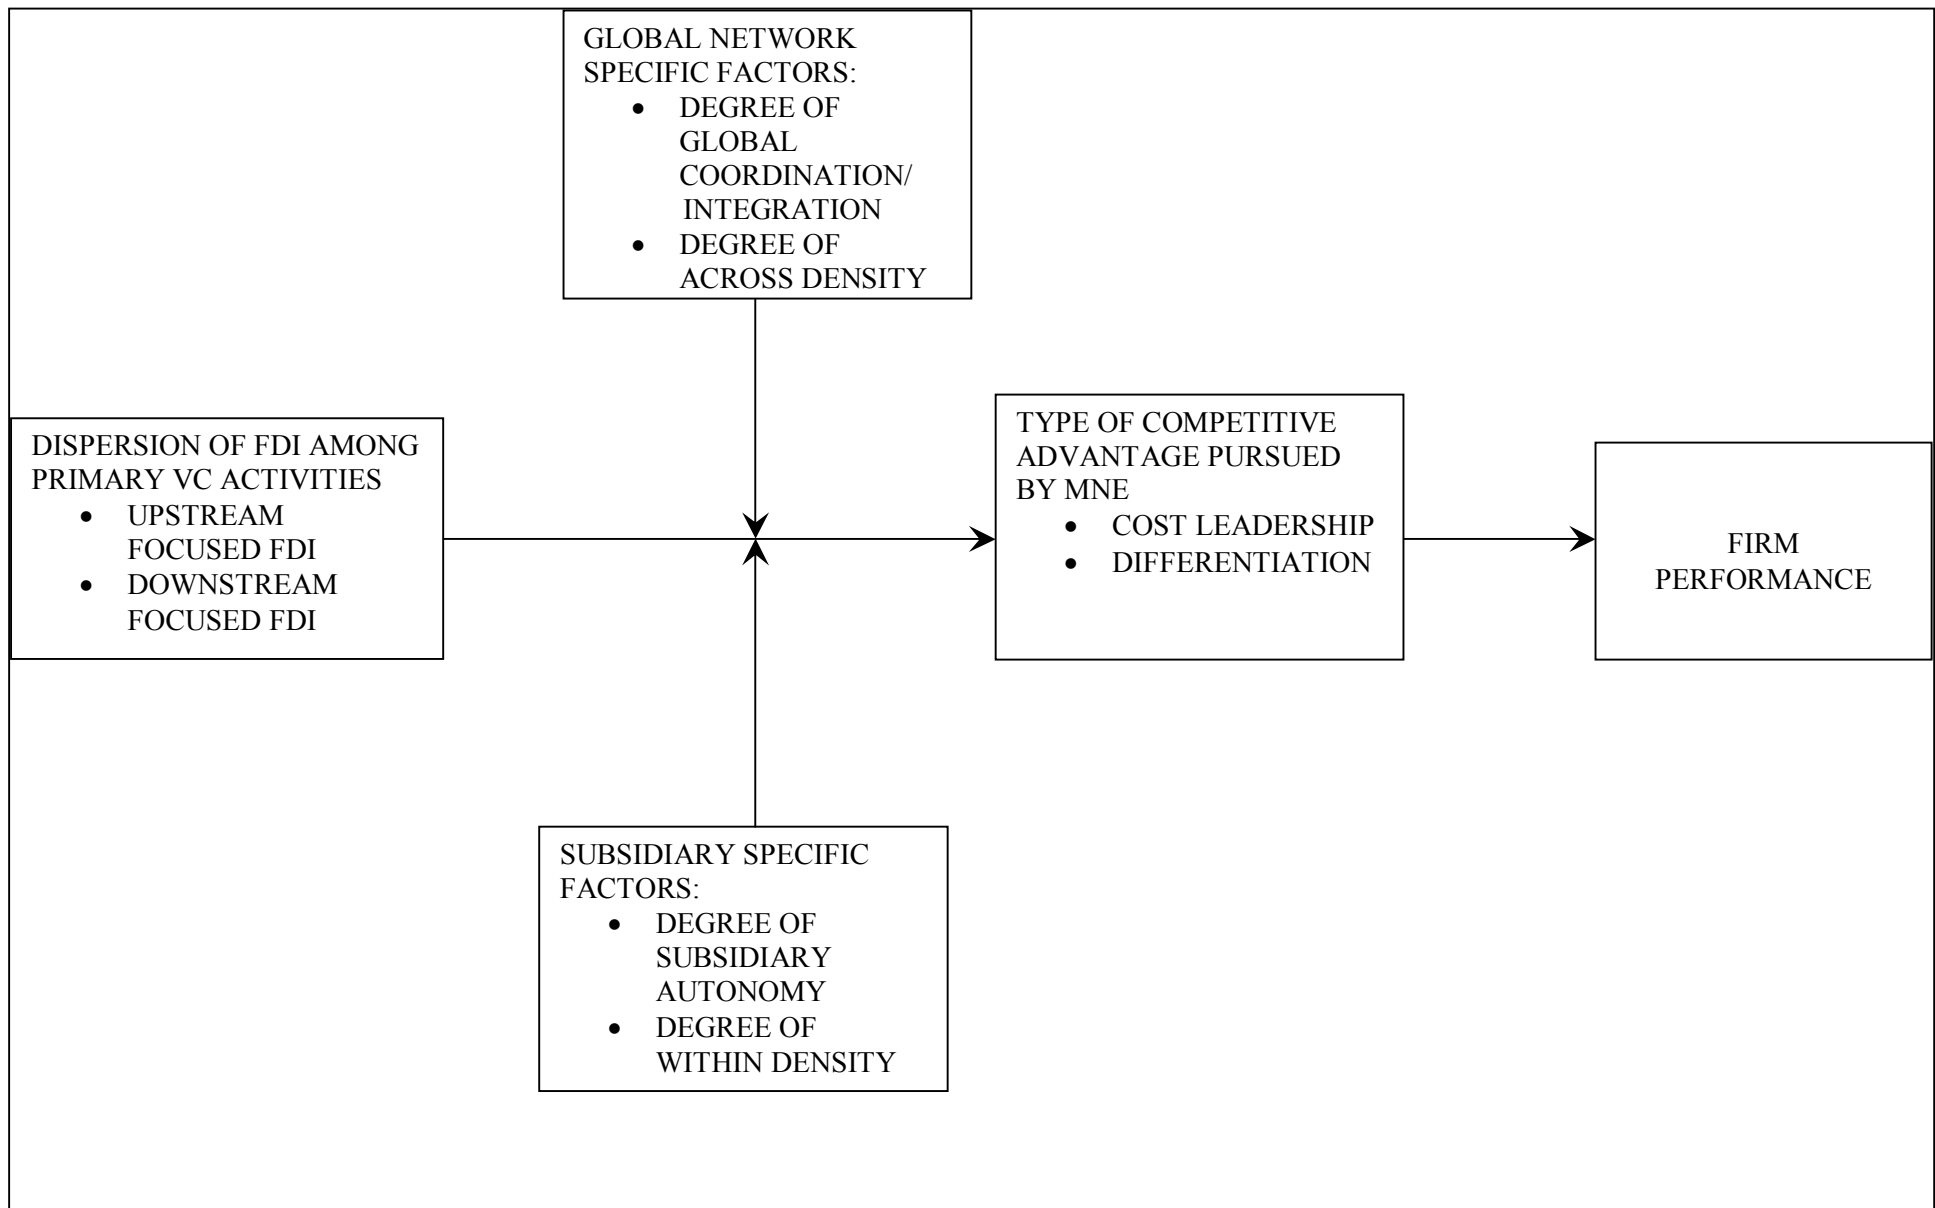 GLOBAL NETWORK
SPECIFIC FACTORS:
• DEGREE OF
GLOBAL
COORDINATION/
INTEGRATION
• DEGREE OF
ACROSS DENSITY
DISPERSION OF FDI AMONG
PRIMARY VC ACTIVITIES
• UPSTREAM
FOCUSED FDI
• DOWNSTREAM
FOCUSED FDI
TYPE OF COMPETITIVE
ADVANTAGE PURSUED
BY MNE
• COST LEADERSHIP
• DIFFERENTIATION
FIRM
PERFORMANCE
SUBSIDIARY SPECIFIC
FACTORS:
• DEGREE OF
SUBSIDIARY
AUTONOMY
• DEGREE OF
WITHIN DENSITY